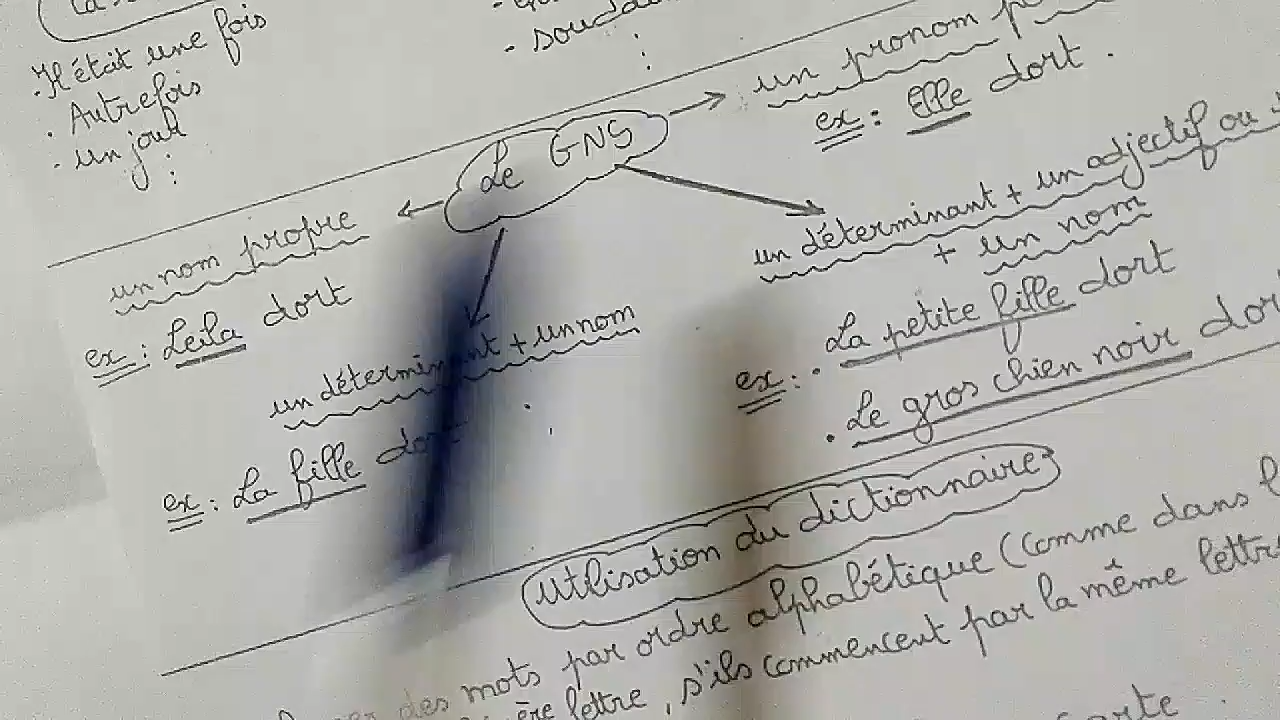 · Il était une fois
· Autrefois
· un jour
:
:
Le GNS
un pronom
ex : Elle dort .
un nom propre
ex : Leila dort
un déterminant + un nom
ex : La fille dort
un déterminant + un adjectif ou
+ un nom
ex : · La petite fille dort
· Le gros chien noir
utilisation du dictionnaire
des mots par ordre alphabétique (comme dans
ère lettre, s'ils commencent par la même